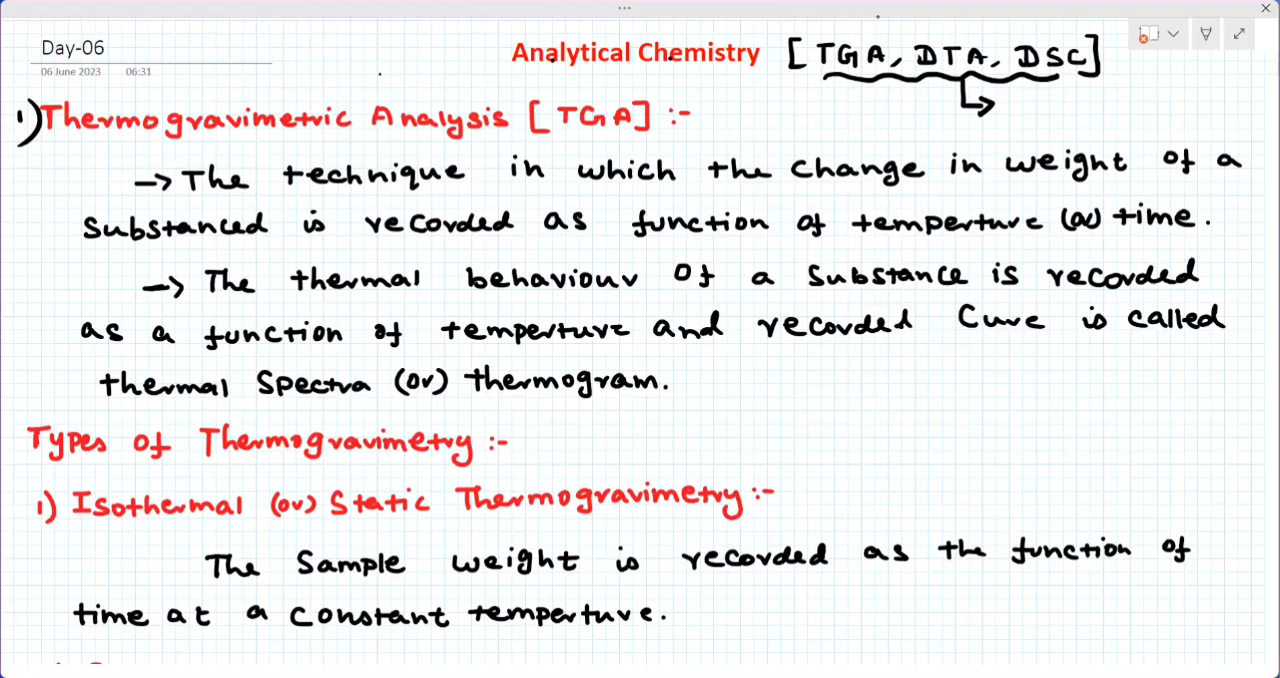 Day-06
06 June 2023 06:31
Analytical Chemistry [TGA, DTA, DSC]
1) Thermogravimetric Analysis [TGA] :-
→ The technique in which the change in weight of a
Substanced is recorded as function of temperture (or) time.
→ The thermal behaviour of a substance is recorded
as a function of temperture and recorded Curve is called
thermal Spectra (or) thermogram.
Types of Thermogravimetry :-
1) Isothermal (or) Static Thermogravimetry :-
The Sample weight is recorded as the function of
time at a constant temperture.